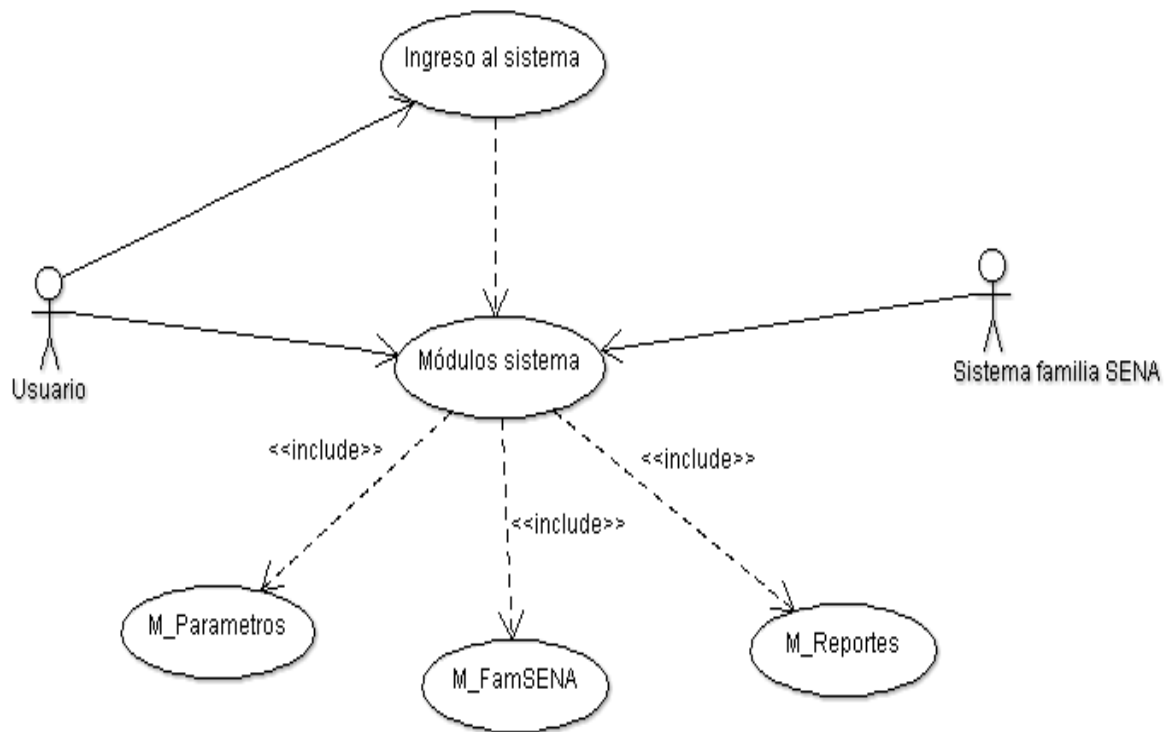 Ingreso al sistema
Usuario
Módulos sistema
Sistema familia SENA
<<include>>
<<include>>
<<include>>
M_Parametros
M_FamSENA
M_Reportes